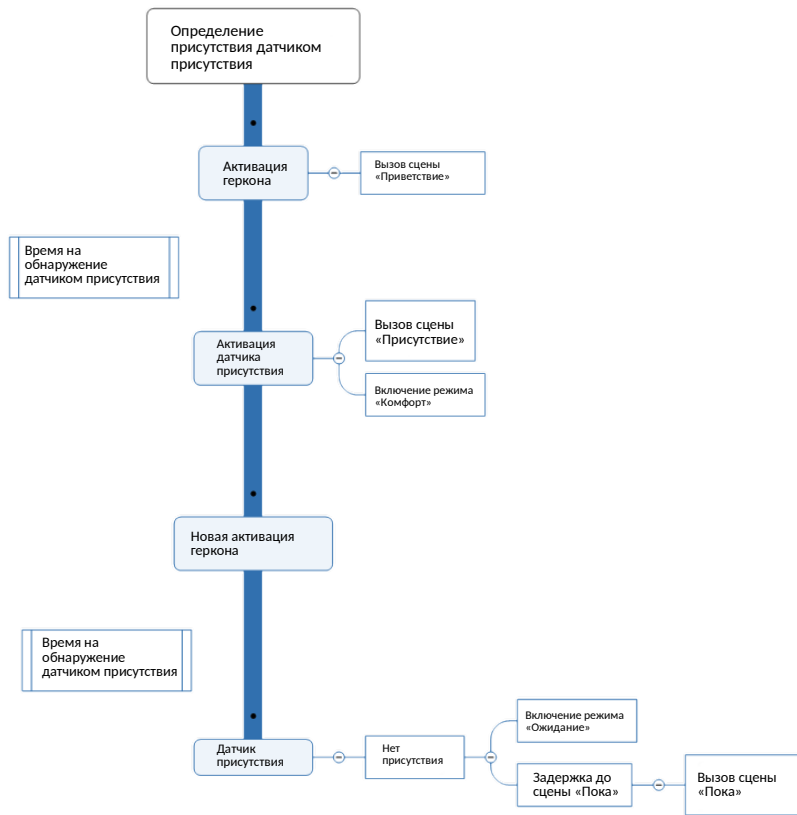 Определение
присутствия датчиком
присутствия
Активация
геркона
Вызов сцены
«Приветствие»
Время на
обнаружение
датчиком присутствия
Активация
датчика
присутствия
Вызов сцены
«Присутствие»
Включение режима
«Комфорт»
Новая активация
геркона
Время на
обнаружение
датчиком присутствия
Датчик
присутствия
Нет
присутствия
Включение режима
«Ожидание»
Задержка до
сцены «Пока»
Вызов сцены
«Пока»